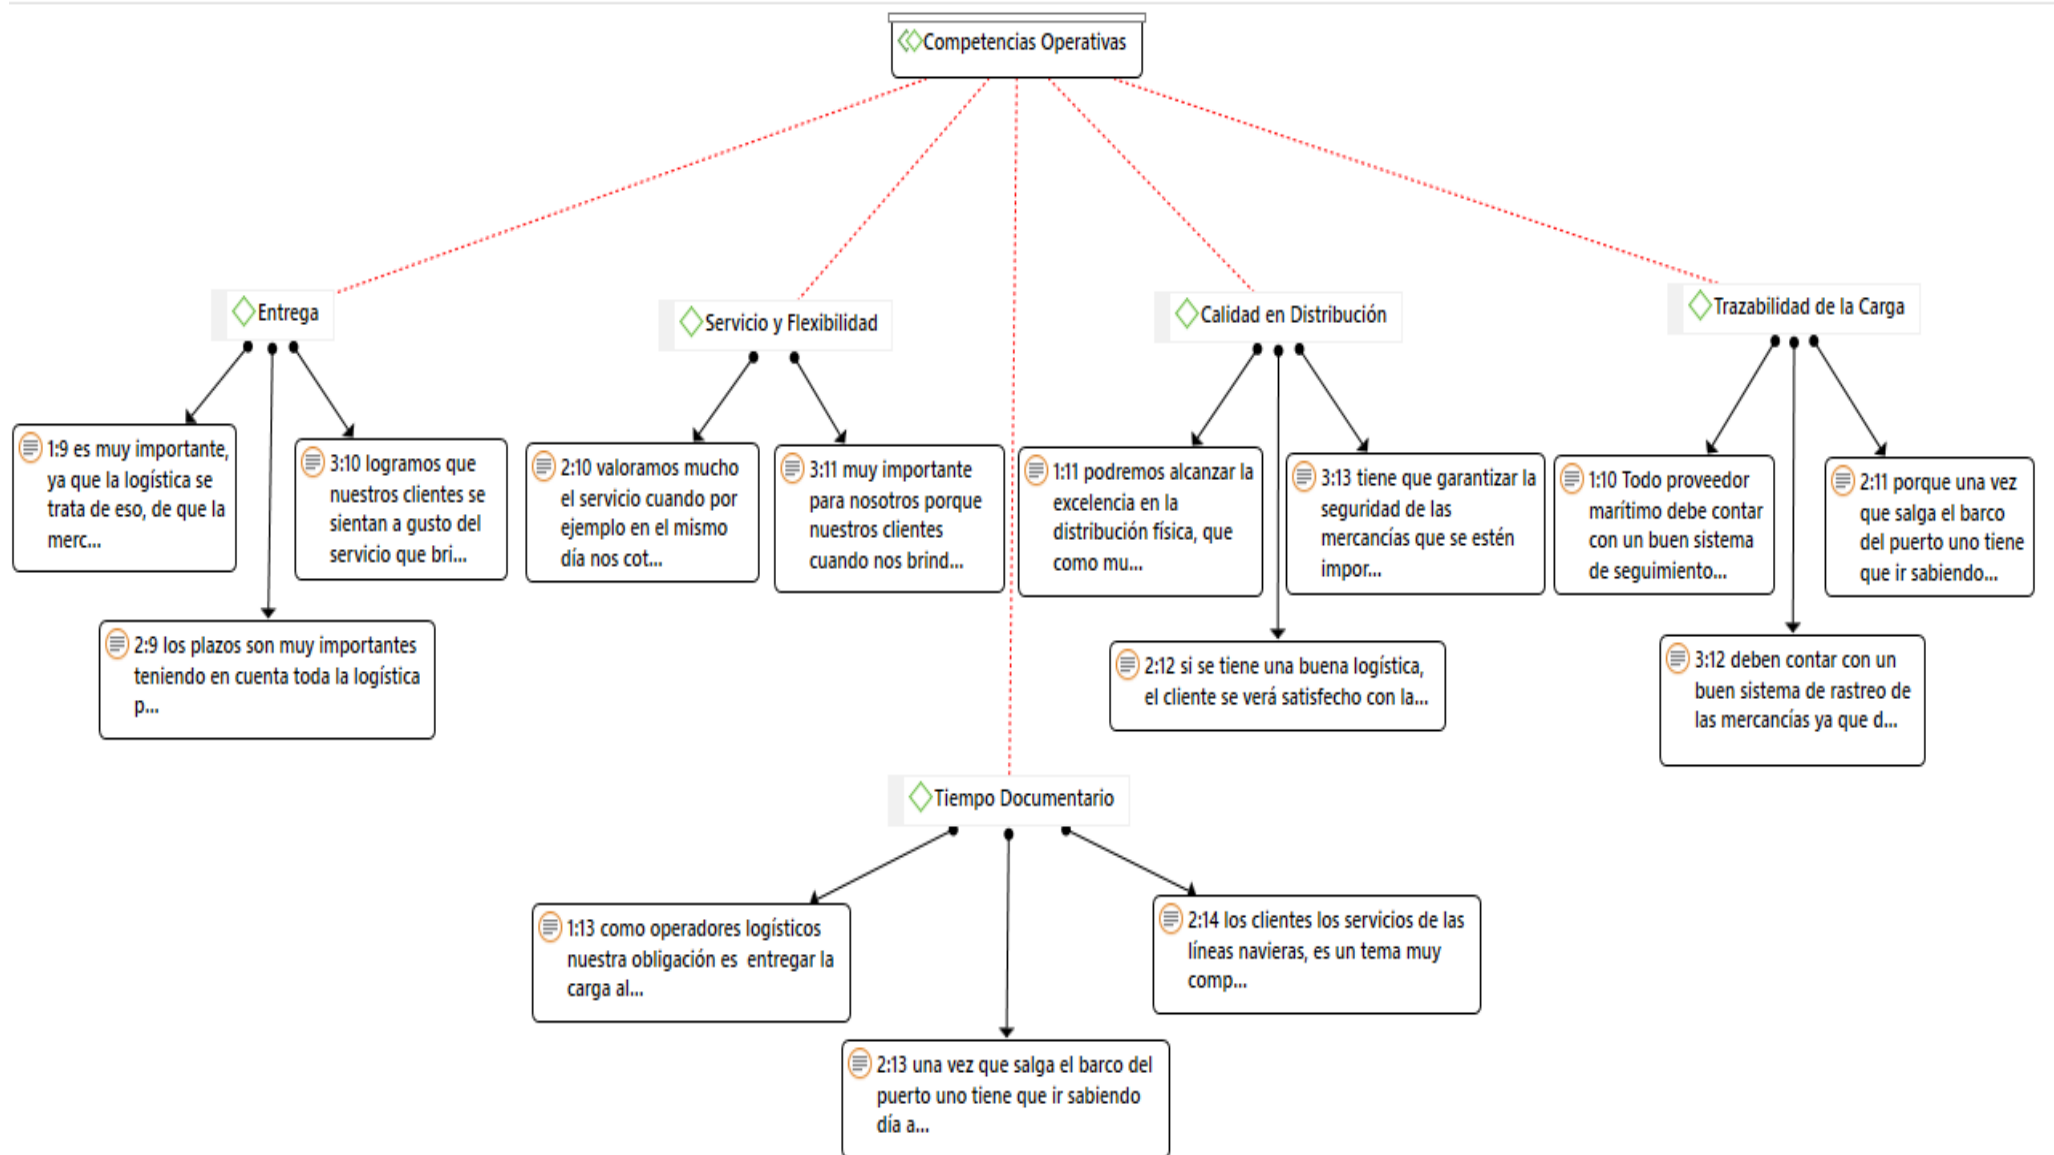 Competencias Operativas
Entrega
Servicio y Flexibilidad
Calidad en Distribución
Trazabilidad de la Carga
1:9 es muy importante,
ya que la logística se
trata de eso, de que la
merc...
3:10 logramos que
nuestros clientes se
sientan a gusto del
servicio que bri...
2:9 los plazos son muy importantes
teniendo en cuenta toda la logística
p...
2:10 valoramos mucho
el servicio cuando por
ejemplo en el mismo
día nos cot...
3:11 muy importante
para nosotros porque
nuestros clientes
cuando nos brind...
1:11 podremos alcanzar la
excelencia en la
distribución física, que
como mu...
3:13 tiene que garantizar la
seguridad de las
mercancías que se estén
impor...
2:12 si se tiene una buena logística,
el cliente se verá satisfecho con la...
1:10 Todo proveedor
marítimo debe contar
con un buen sistema
de seguimiento...
2:11 porque una vez
que salga el barco
del puerto uno tiene
que ir sabiendo...
3:12 deben contar con un
buen sistema de rastreo de
las mercancías ya que d...
Tiempo Documentario
1:13 como operadores logísticos
nuestra obligación es  entregar la
carga al...
2:14 los clientes los servicios de las
líneas navieras, es un tema muy
comp...
2:13 una vez que salga el barco del
puerto uno tiene que ir sabiendo
día a...